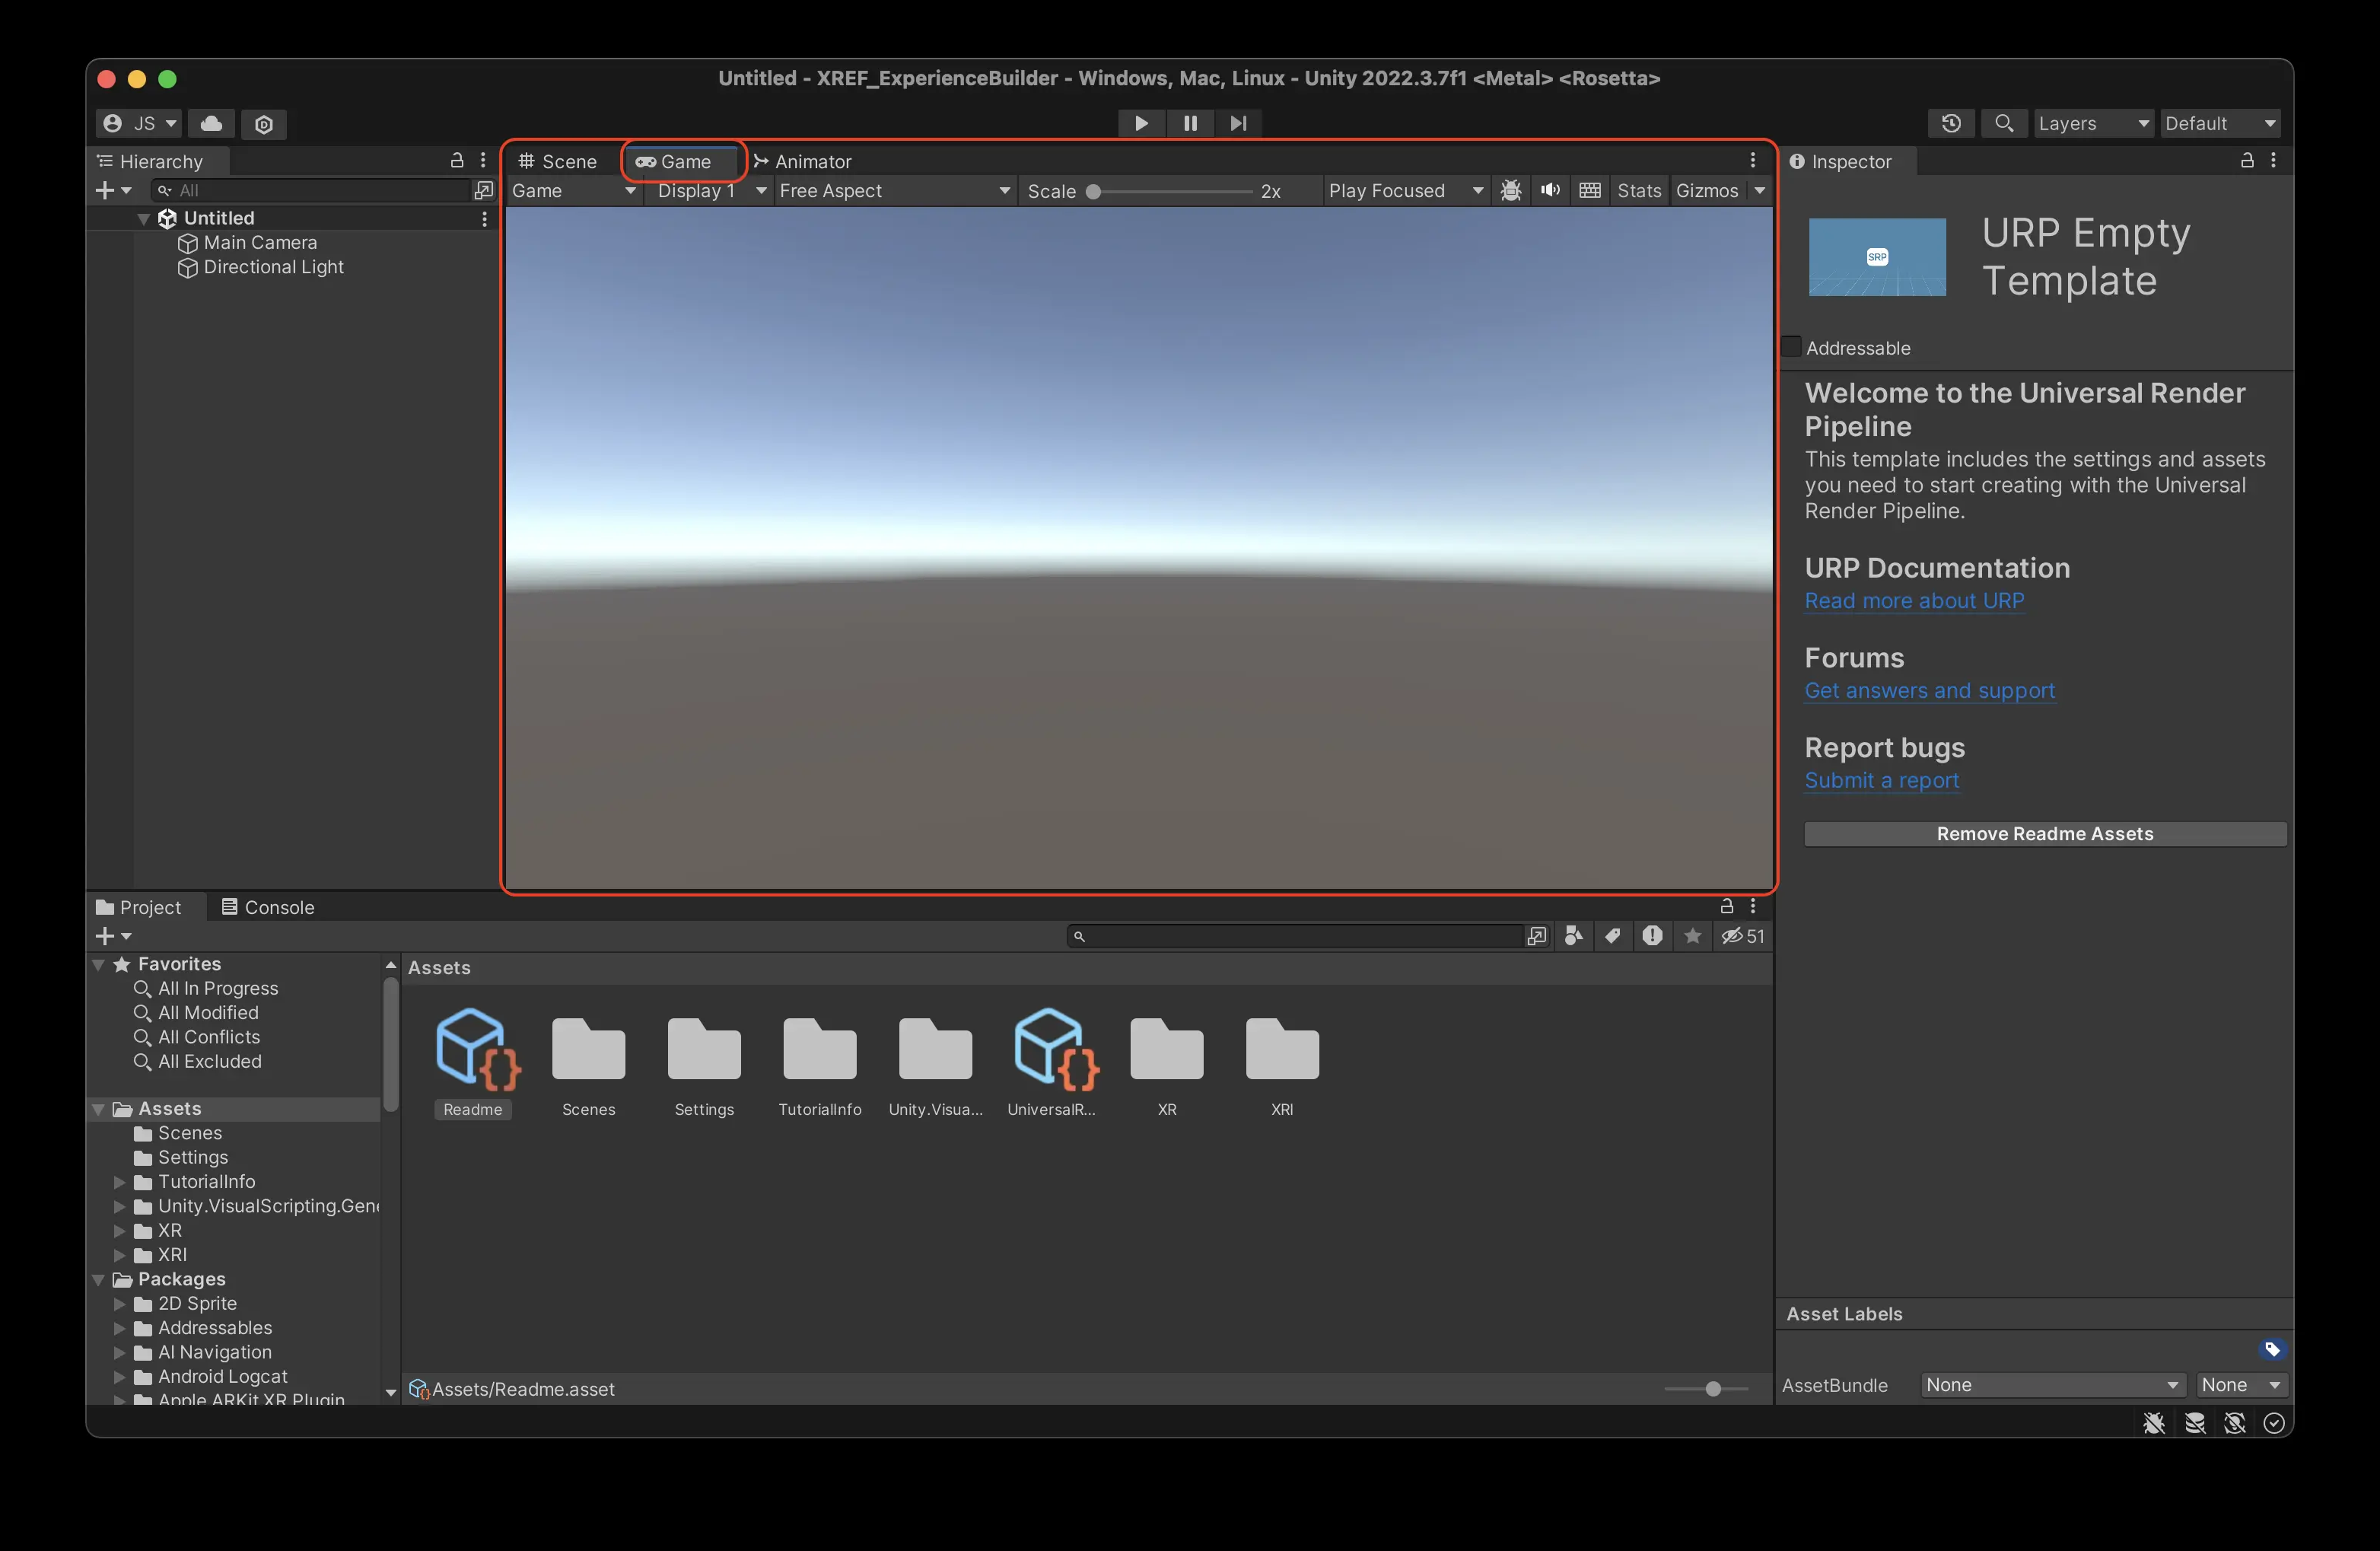 Untitled - XREF_ExperienceBuilder - Windows, Mac, Linux - Unity 2022.3.7f1 <Metal> <Rosetta>
JS
Layers
Default
Hierarchy
All
Untitled
Main Camera
Directional Light
Scene
Game
Animator
Game
Display 1
Free Aspect
Scale
2x
Play Focused
Stats
Gizmos
Inspector
SRP
URP Empty
Template
Addressable
Welcome to the Universal Render
Pipeline
This template includes the settings and assets
you need to start creating with the Universal
Render Pipeline.
URP Documentation
Read more about URP
Forums
Get answers and support
Report bugs
Submit a report
Remove Readme Assets
Project
Console
51
Favorites
All In Progress
All Modified
All Conflicts
All Excluded
Assets
Scenes
Settings
TutorialInfo
Unity.VisualScripting.Gene
XR
XRI
Packages
2D Sprite
Addressables
AI Navigation
Android Logcat
Apple ARKit XR Plugin
Assets
Readme
Scenes
Settings
TutorialInfo
Unity.Visua...
UniversalR...
XR
XRI
Assets/Readme.asset
Asset Labels
AssetBundle
None
None